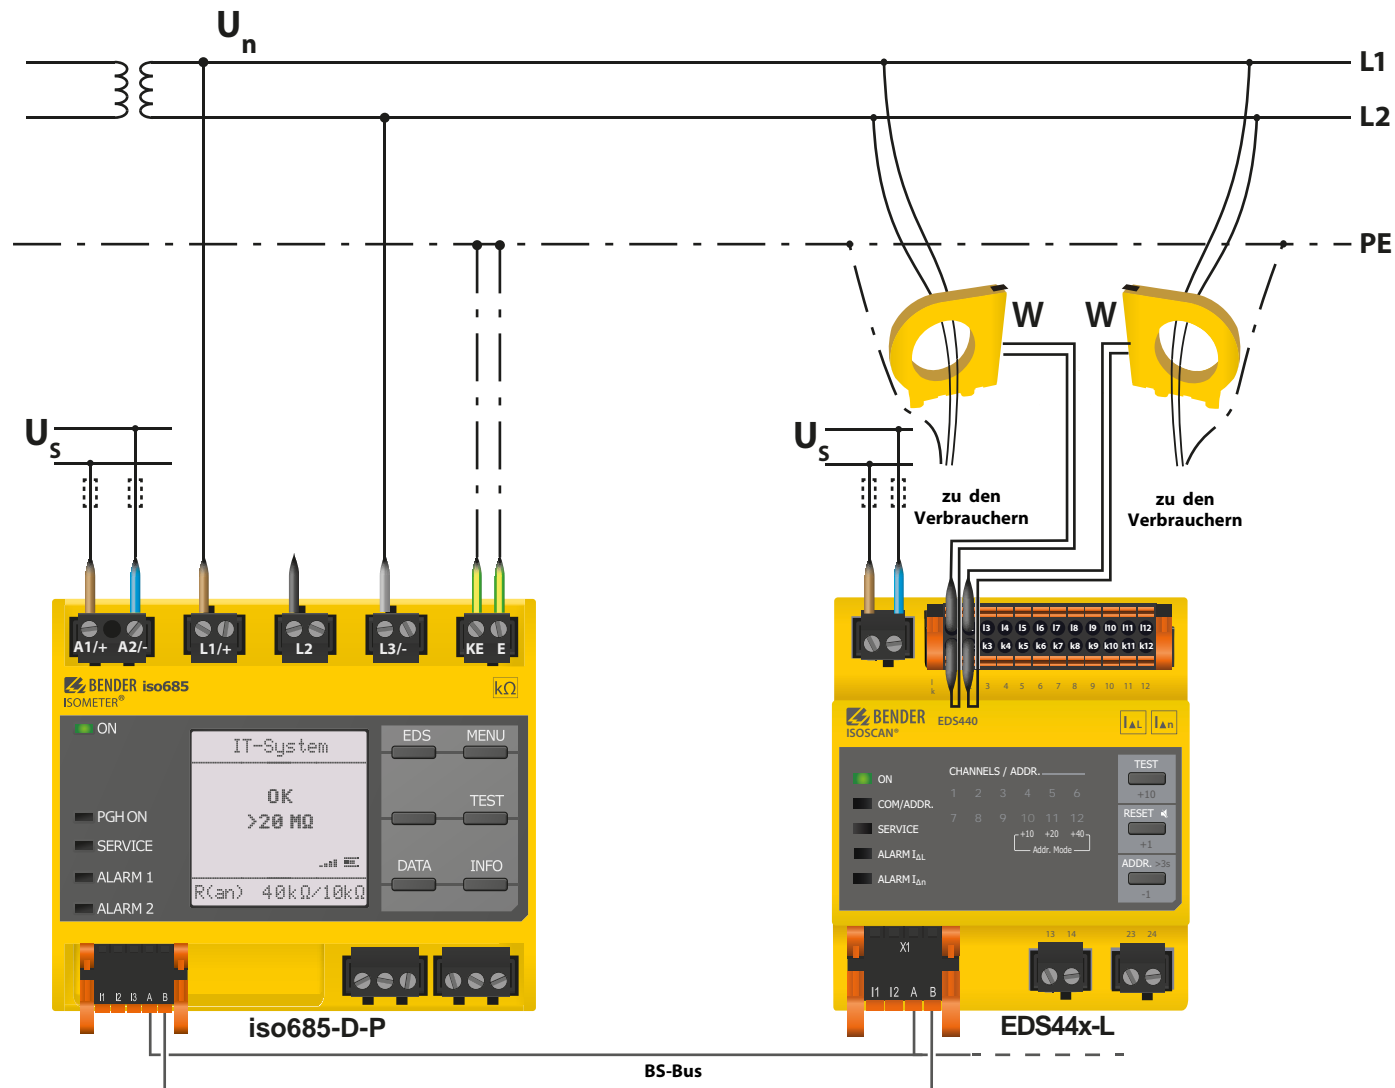 Un
L1
L2
PE
W W
US
US
zu den
Verbrauchern
zu den
Verbrauchern
A1/+ A2/- L1/+ L2 L3/- KE E
BENDER iso685
ISOMETER®
kΩ
ON
IT-System
OK
>20 MΩ
R(an) 40kΩ/10kΩ
EDS MENU
TEST
DATA INFO
PGH ON
SERVICE
ALARM 1
ALARM 2
I1 I2 I3 A B
iso685-D-P
l3 l4 l5 l6 l7 l8 l9 l10 l11 l12
k3 k4 k5 k6 k7 k8 k9 k10 k11 k12
l
k
3 4 5 6 7 8 9 10 11 12
BENDER EDS440
ISOSCAN®
IΔL IΔn
ON
COM/ADDR.
SERVICE
ALARM IΔL
ALARM IΔn
CHANNELS / ADDR.
1 2 3 4 5 6
7 8 9 10 11 12
+10 +20 +40
Addr. Mode
TEST
+10
RESET
+1
ADDR. >3s
-1
X1
I1 I2 A B
13 14 23 24
EDS44x-L
BS-Bus